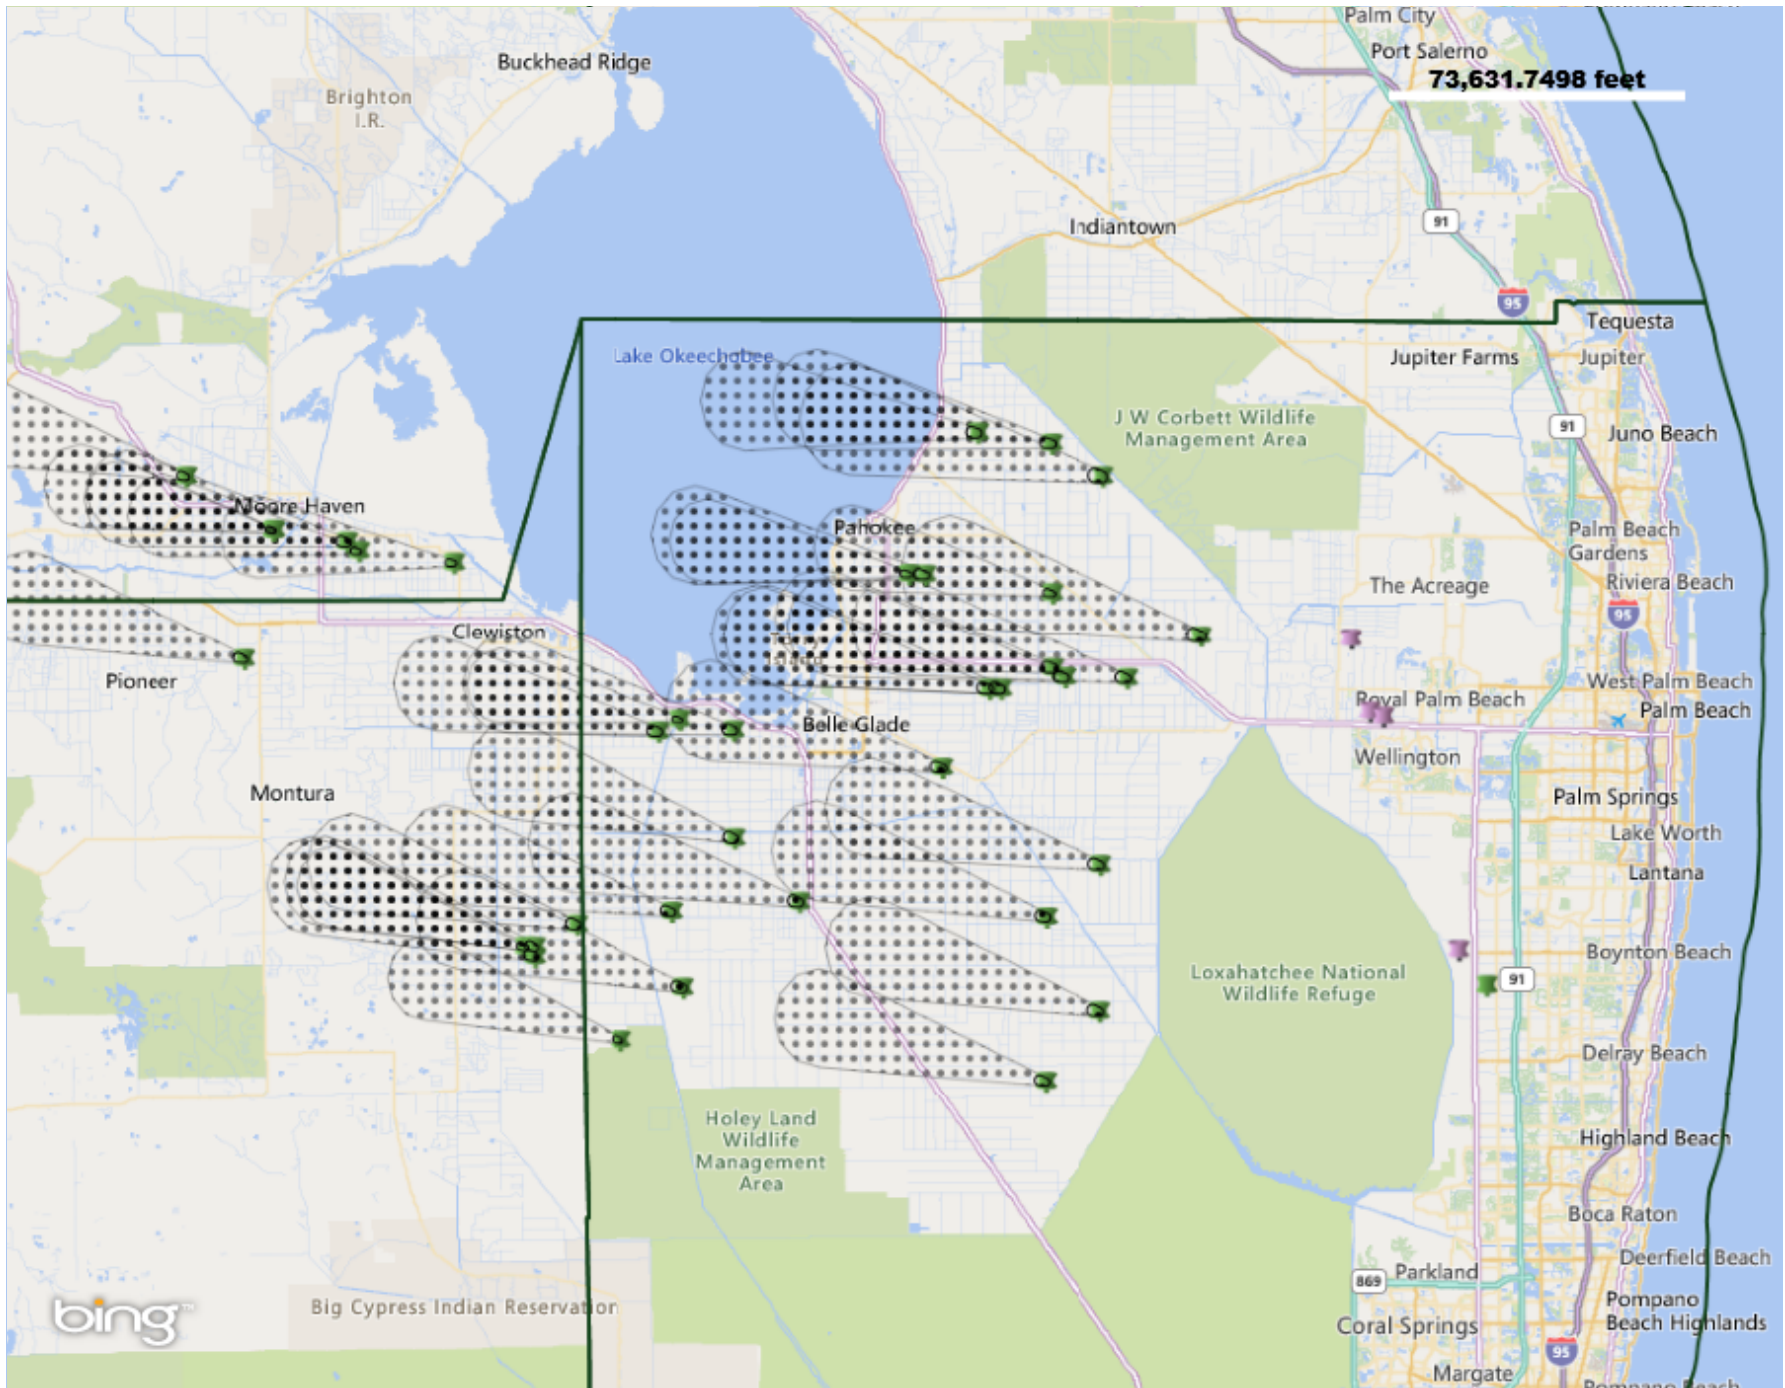 Palm City
Port Salerno
Buckhead Ridge
73,631.7498 feet
Brighton
I.R.
91
Indiantown
95
Tequesta
Lake Okeechobee
Jupiter Farms
Jupiter
J W Corbett Wildlife
Management Area
91
Juno Beach
Moore Haven
Pahokee
Palm Beach
Gardens
The Acreage
Riviera Beach
95
Clewiston
Pioneer
West Palm Beach
Royal Palm Beach
Palm Beach
Belle Glade
Wellington
Montura
Palm Springs
Lake Worth
Lantana
Boynton Beach
Loxahatchee National
Wildlife Refuge
91
Delray Beach
Holey Land
Wildlife
Management
Area
Highland Beach
Boca Raton
Deerfield Beach
869
Parkland
Big Cypress Indian Reservation
bing
Pompano
Beach Highlands
Coral Springs
95
Margate
Pompano Beach